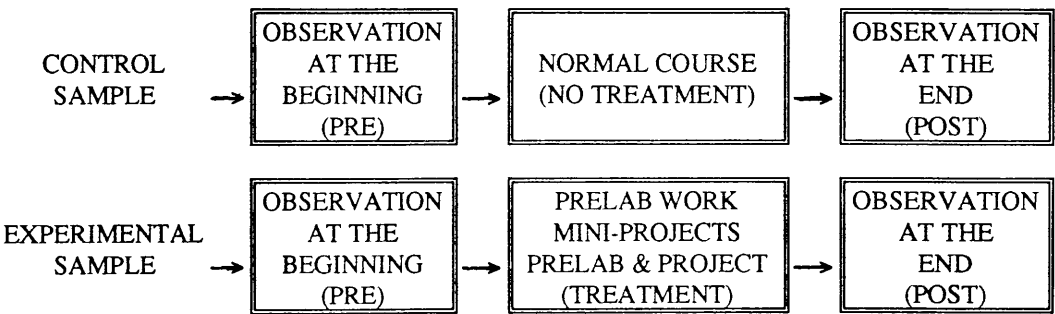 CONTROL
SAMPLE
OBSERVATION
AT THE
BEGINNING
(PRE)
NORMAL COURSE
(NO TREATMENT)
OBSERVATION
AT THE
END
(POST)
EXPERIMENTAL
SAMPLE
OBSERVATION
AT THE
BEGINNING
(PRE)
PRELAB WORK
MINI-PROJECTS
PRELAB & PROJECT
(TREATMENT)
OBSERVATION
AT THE
END
(POST)